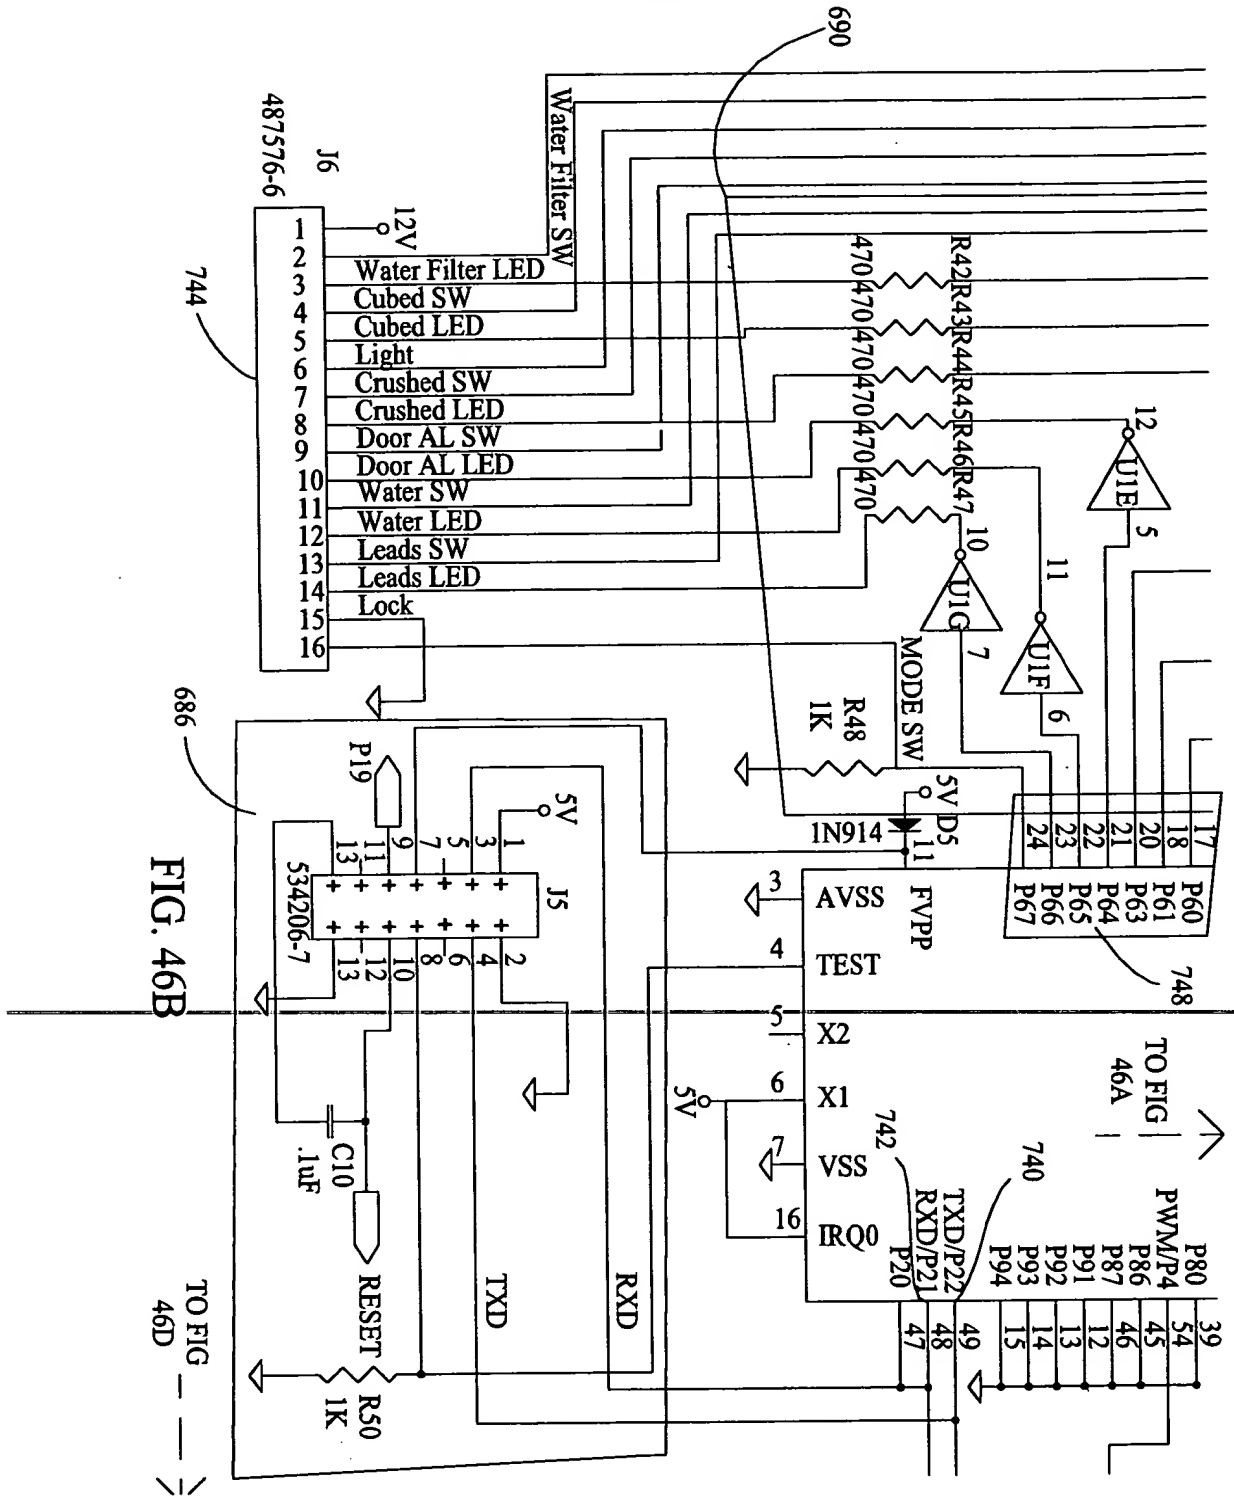 690
Water Filter SW
J6
487576-6
12V
1
2
3
4
5
6
7
8
9
10
11
12
13
14
15
16
Water Filter LED
Cubed SW
Cubed LED
Light
Crushed SW
Crushed LED
Door AL SW
Door AL LED
Water SW
Water LED
Leads SW
Leads LED
Lock
744
R42
R43
R44
R45
R46
R47
470
470
470
470
470
470
12
U1E
5
11
U1F
6
10
U1G
7
MODE SW
R48
1K
5V
D5
1N914
11
17
18
20
21
22
23
24
P60
P61
P63
P64
P65
P66
P67
748
FVPP
3
AVSS
4
TEST
5
X2
6
X1
5V
7
VSS
16
IRQ0
TO FIG
46A
742
740
P20
RXD/P21
TXD/P22
P94
P93
P92
P91
P87
P86
PWM/P4
P80
47
48
49
15
14
13
12
46
45
54
39
686
P19
5V
1
3
5
7
9
11
13
J5
534206-7
2
4
6
8
10
12
13
C10
.1uF
RESET
RXD
TXD
R50
1K
FIG. 46B
TO FIG
46D